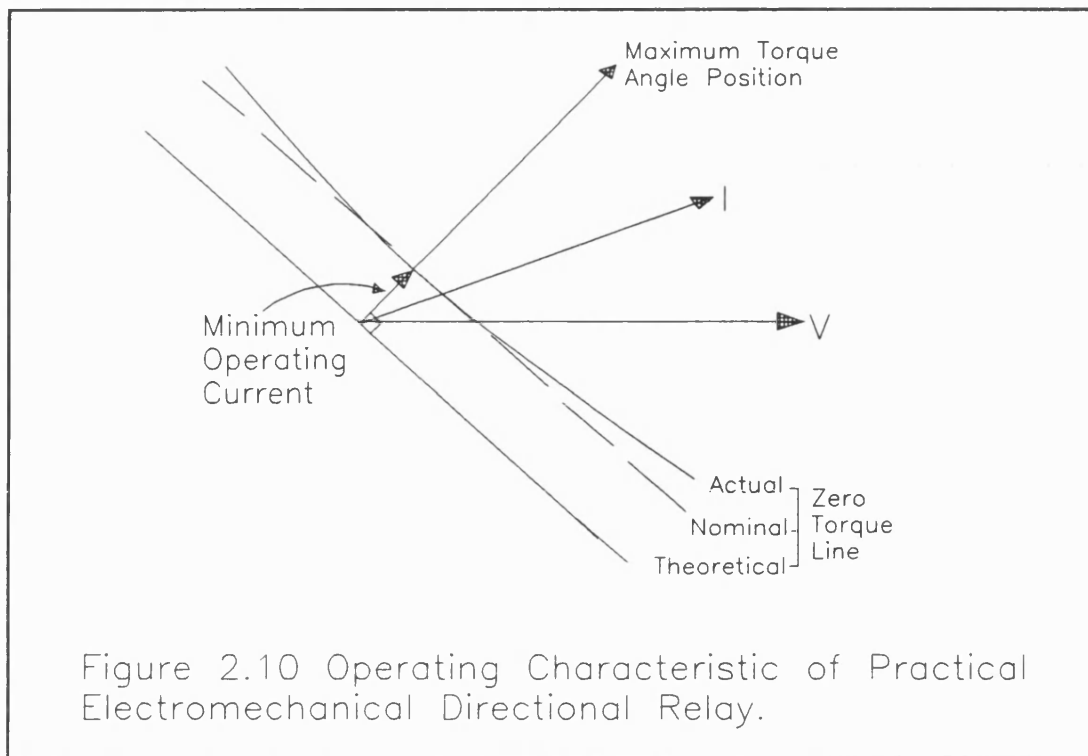 Maximum Torque
Angle Position
I
V
Minimum
Operating
Current
Actual
Nominal
Theoretical
Zero
Torque
Line
Figure 2.10 Operating Characteristic of Practical
Electromechanical Directional Relay.